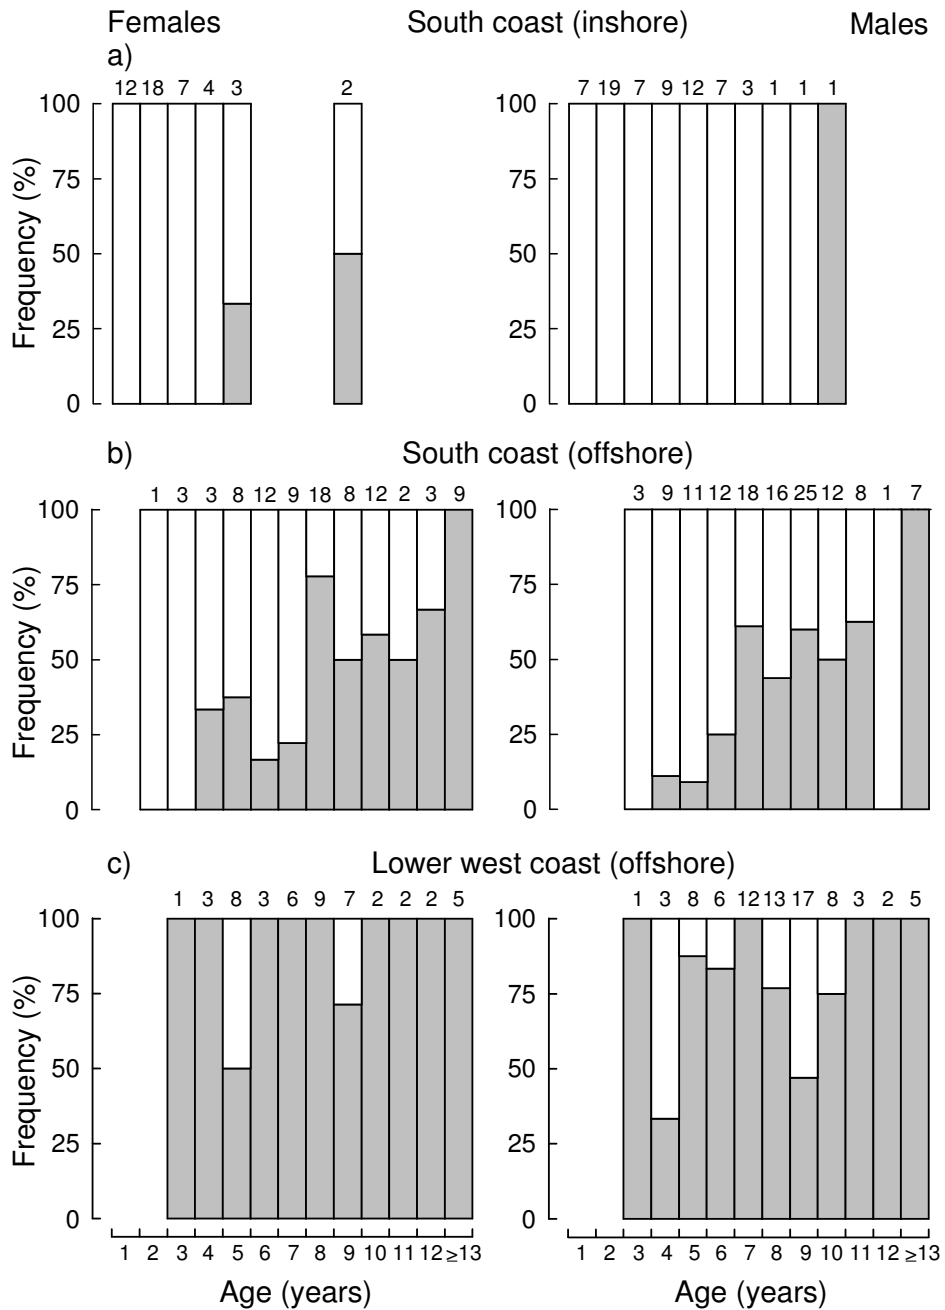 Females South coast (inshore) Males
a)
12 18 7 4 3 2 7 19 7 9 12 7 3 1 1 1
100 100
75 75
Frequency (%)
50 50
25 25
0 0
b) South coast (offshore)
1 3 3 8 12 9 18 8 12 2 3 9 3 9 11 12 18 16 25 12 8 1 7
100 100
75 75
Frequency (%)
50 50
25 25
0 0
c) Lower west coast (offshore)
1 3 8 3 6 9 7 2 2 2 5 1 3 8 6 12 13 17 8 3 2 5
100 100
75 75
Frequency (%)
50 50
25 25
0 0
1 2 3 4 5 6 7 8 9 10 11 12 ≥13 1 2 3 4 5 6 7 8 9 10 11 12 ≥13
Age (years) Age (years)